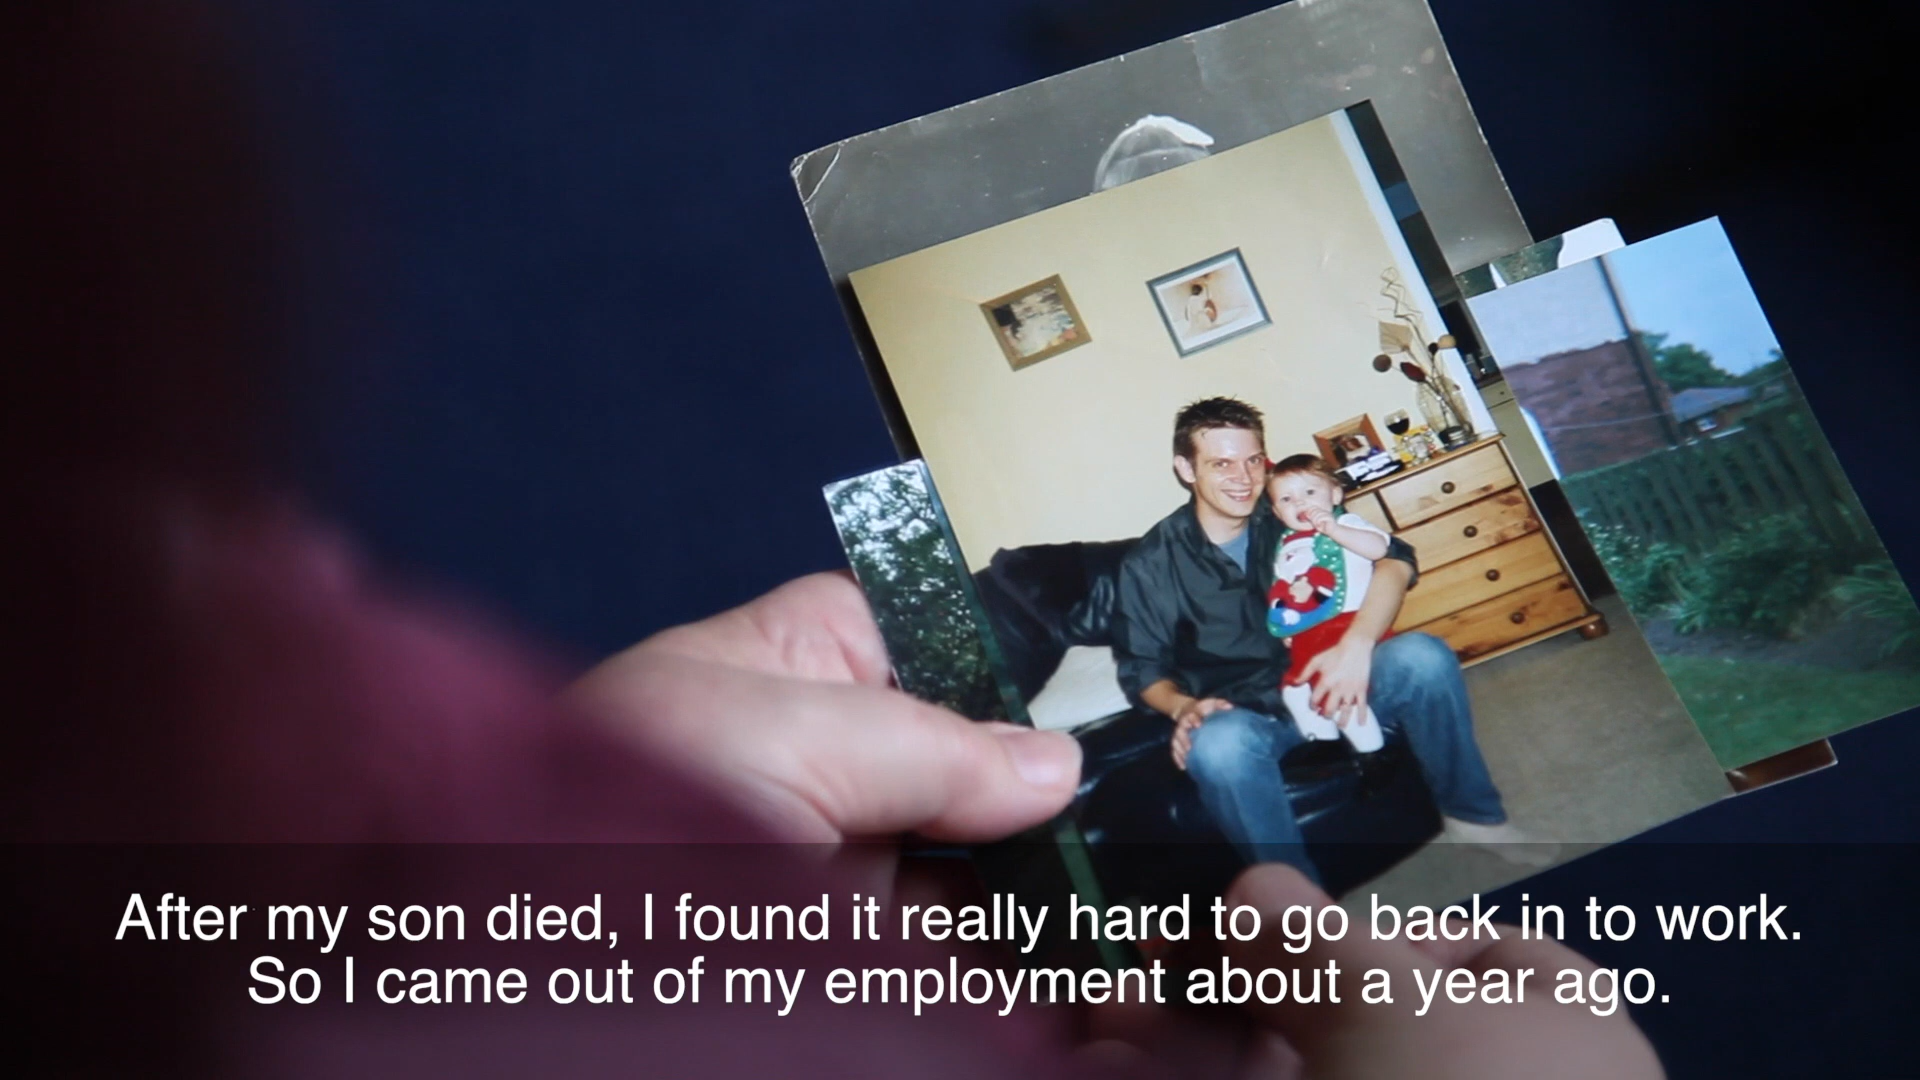 After my son died, I found it really hard to go back in to work.
So I came out of my employment about a year ago.